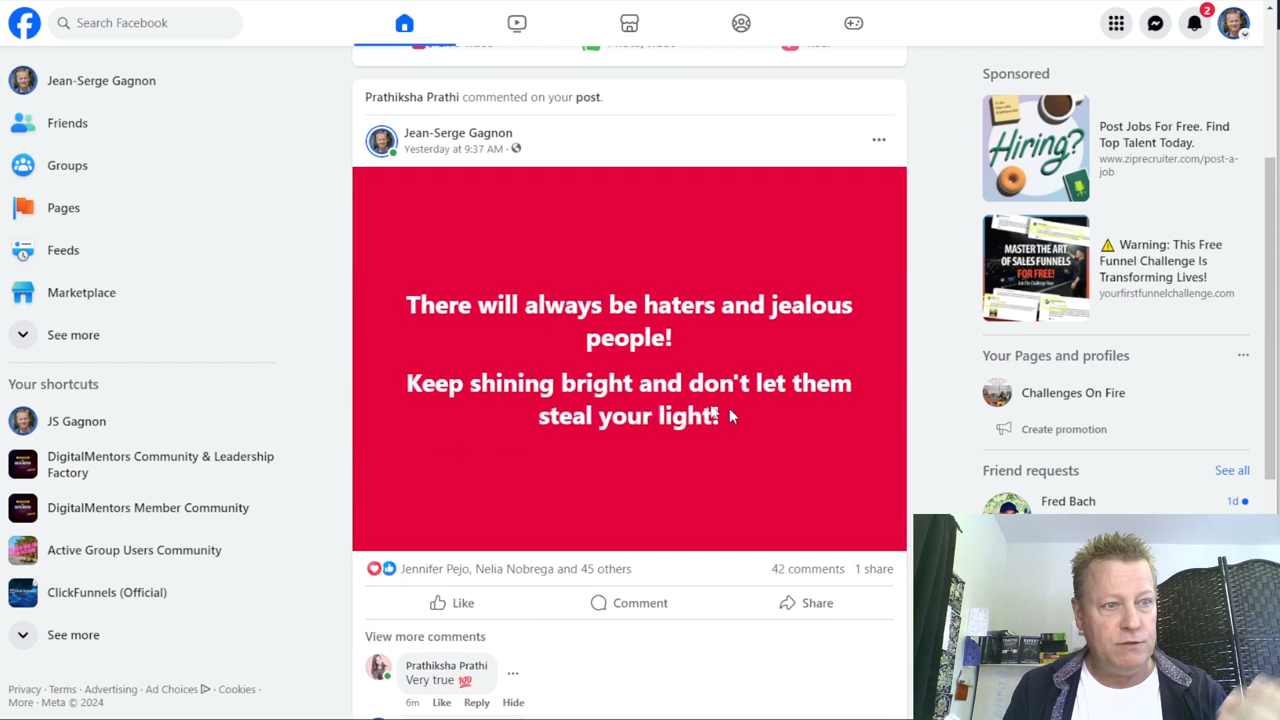 Search Facebook
2
Jean-Serge Gagnon
Friends
Groups
Pages
Feeds
Marketplace
See more
Your shortcuts
JS Gagnon
DigitalMentors Community & Leadership
Factory
DigitalMentors Member Community
Active Group Users Community
ClickFunnels (Official)
See more
Privacy · Terms · Advertising · Ad Choices · Cookies ·
More · Meta © 2024
Prathiksha Prathi commented on your post.
Jean-Serge Gagnon
Yesterday at 9:37 AM ·
There will always be haters and jealous
people!
Keep shining bright and don't let them
steal your light!
Jennifer Pejo, Nelia Nobrega and 45 others
42 comments 1 share
Like
Comment
Share
View more comments
Prathiksha Prathi
Very true 💯
6m Like Reply Hide
Sponsored
Hiring?
Post Jobs For Free. Find
Top Talent Today.
www.ziprecruiter.com/post-a-
job
MASTER THE ART
OF SALES FUNNELS
FOR FREE!
⚠️ Warning: This Free
Funnel Challenge Is
Transforming Lives!
yourfirstfunnelchallenge.com
Your Pages and profiles
Challenges On Fire
Create promotion
Friend requests
See all
Fred Bach
1d